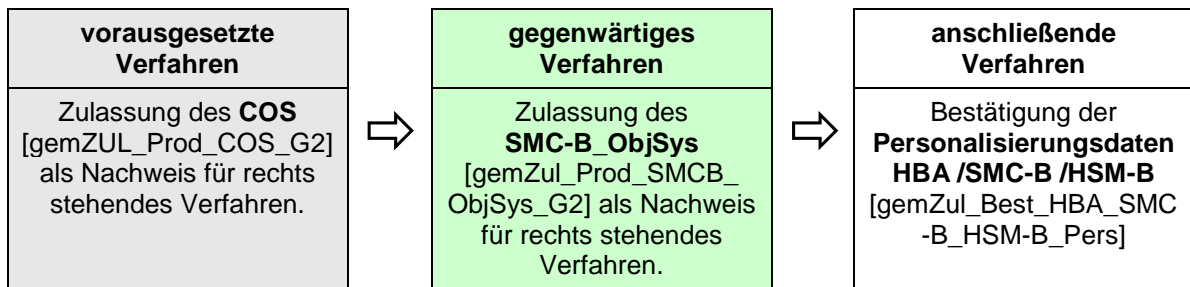 vorausgesetzte
Verfahren
Zulassung des COS
[gemZUL_Prod_COS_G2]
als Nachweis für rechts
stehendes Verfahren.
gegenwärtiges
Verfahren
Zulassung des
SMC-B_ObjSys
[gemZul_Prod_SMCB_
ObjSys_G2] als Nachweis
für rechts stehendes
Verfahren.
anschließende
Verfahren
Bestätigung der
Personalisierungsdaten
HBA /SMC-B /HSM-B
[gemZul_Best_HBA_SMC
-B_HSM-B_Pers]